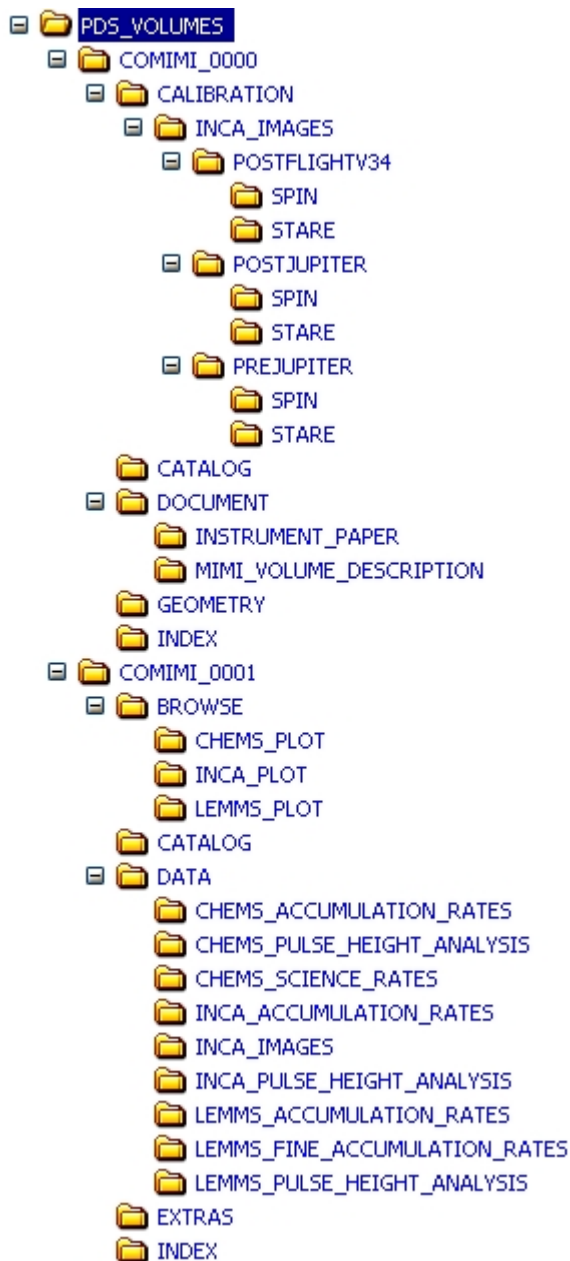 PDS_VOLUMES
COMIMI_0000
CALIBRATION
INCA_IMAGES
POSTFLIGHTV34
SPIN
STARE
POSTJUPITER
SPIN
STARE
PREJUPITER
SPIN
STARE
CATALOG
DOCUMENT
INSTRUMENT_PAPER
MIMI_VOLUME_DESCRIPTION
GEOMETRY
INDEX
COMIMI_0001
BROWSE
CHEMS_PLOT
INCA_PLOT
LEMMS_PLOT
CATALOG
DATA
CHEMS_ACCUMULATION_RATES
CHEMS_PULSE_HEIGHT_ANALYSIS
CHEMS_SCIENCE_RATES
INCA_ACCUMULATION_RATES
INCA_IMAGES
INCA_PULSE_HEIGHT_ANALYSIS
LEMMS_ACCUMULATION_RATES
LEMMS_FINE_ACCUMULATION_RATES
LEMMS_PULSE_HEIGHT_ANALYSIS
EXTRAS
INDEX